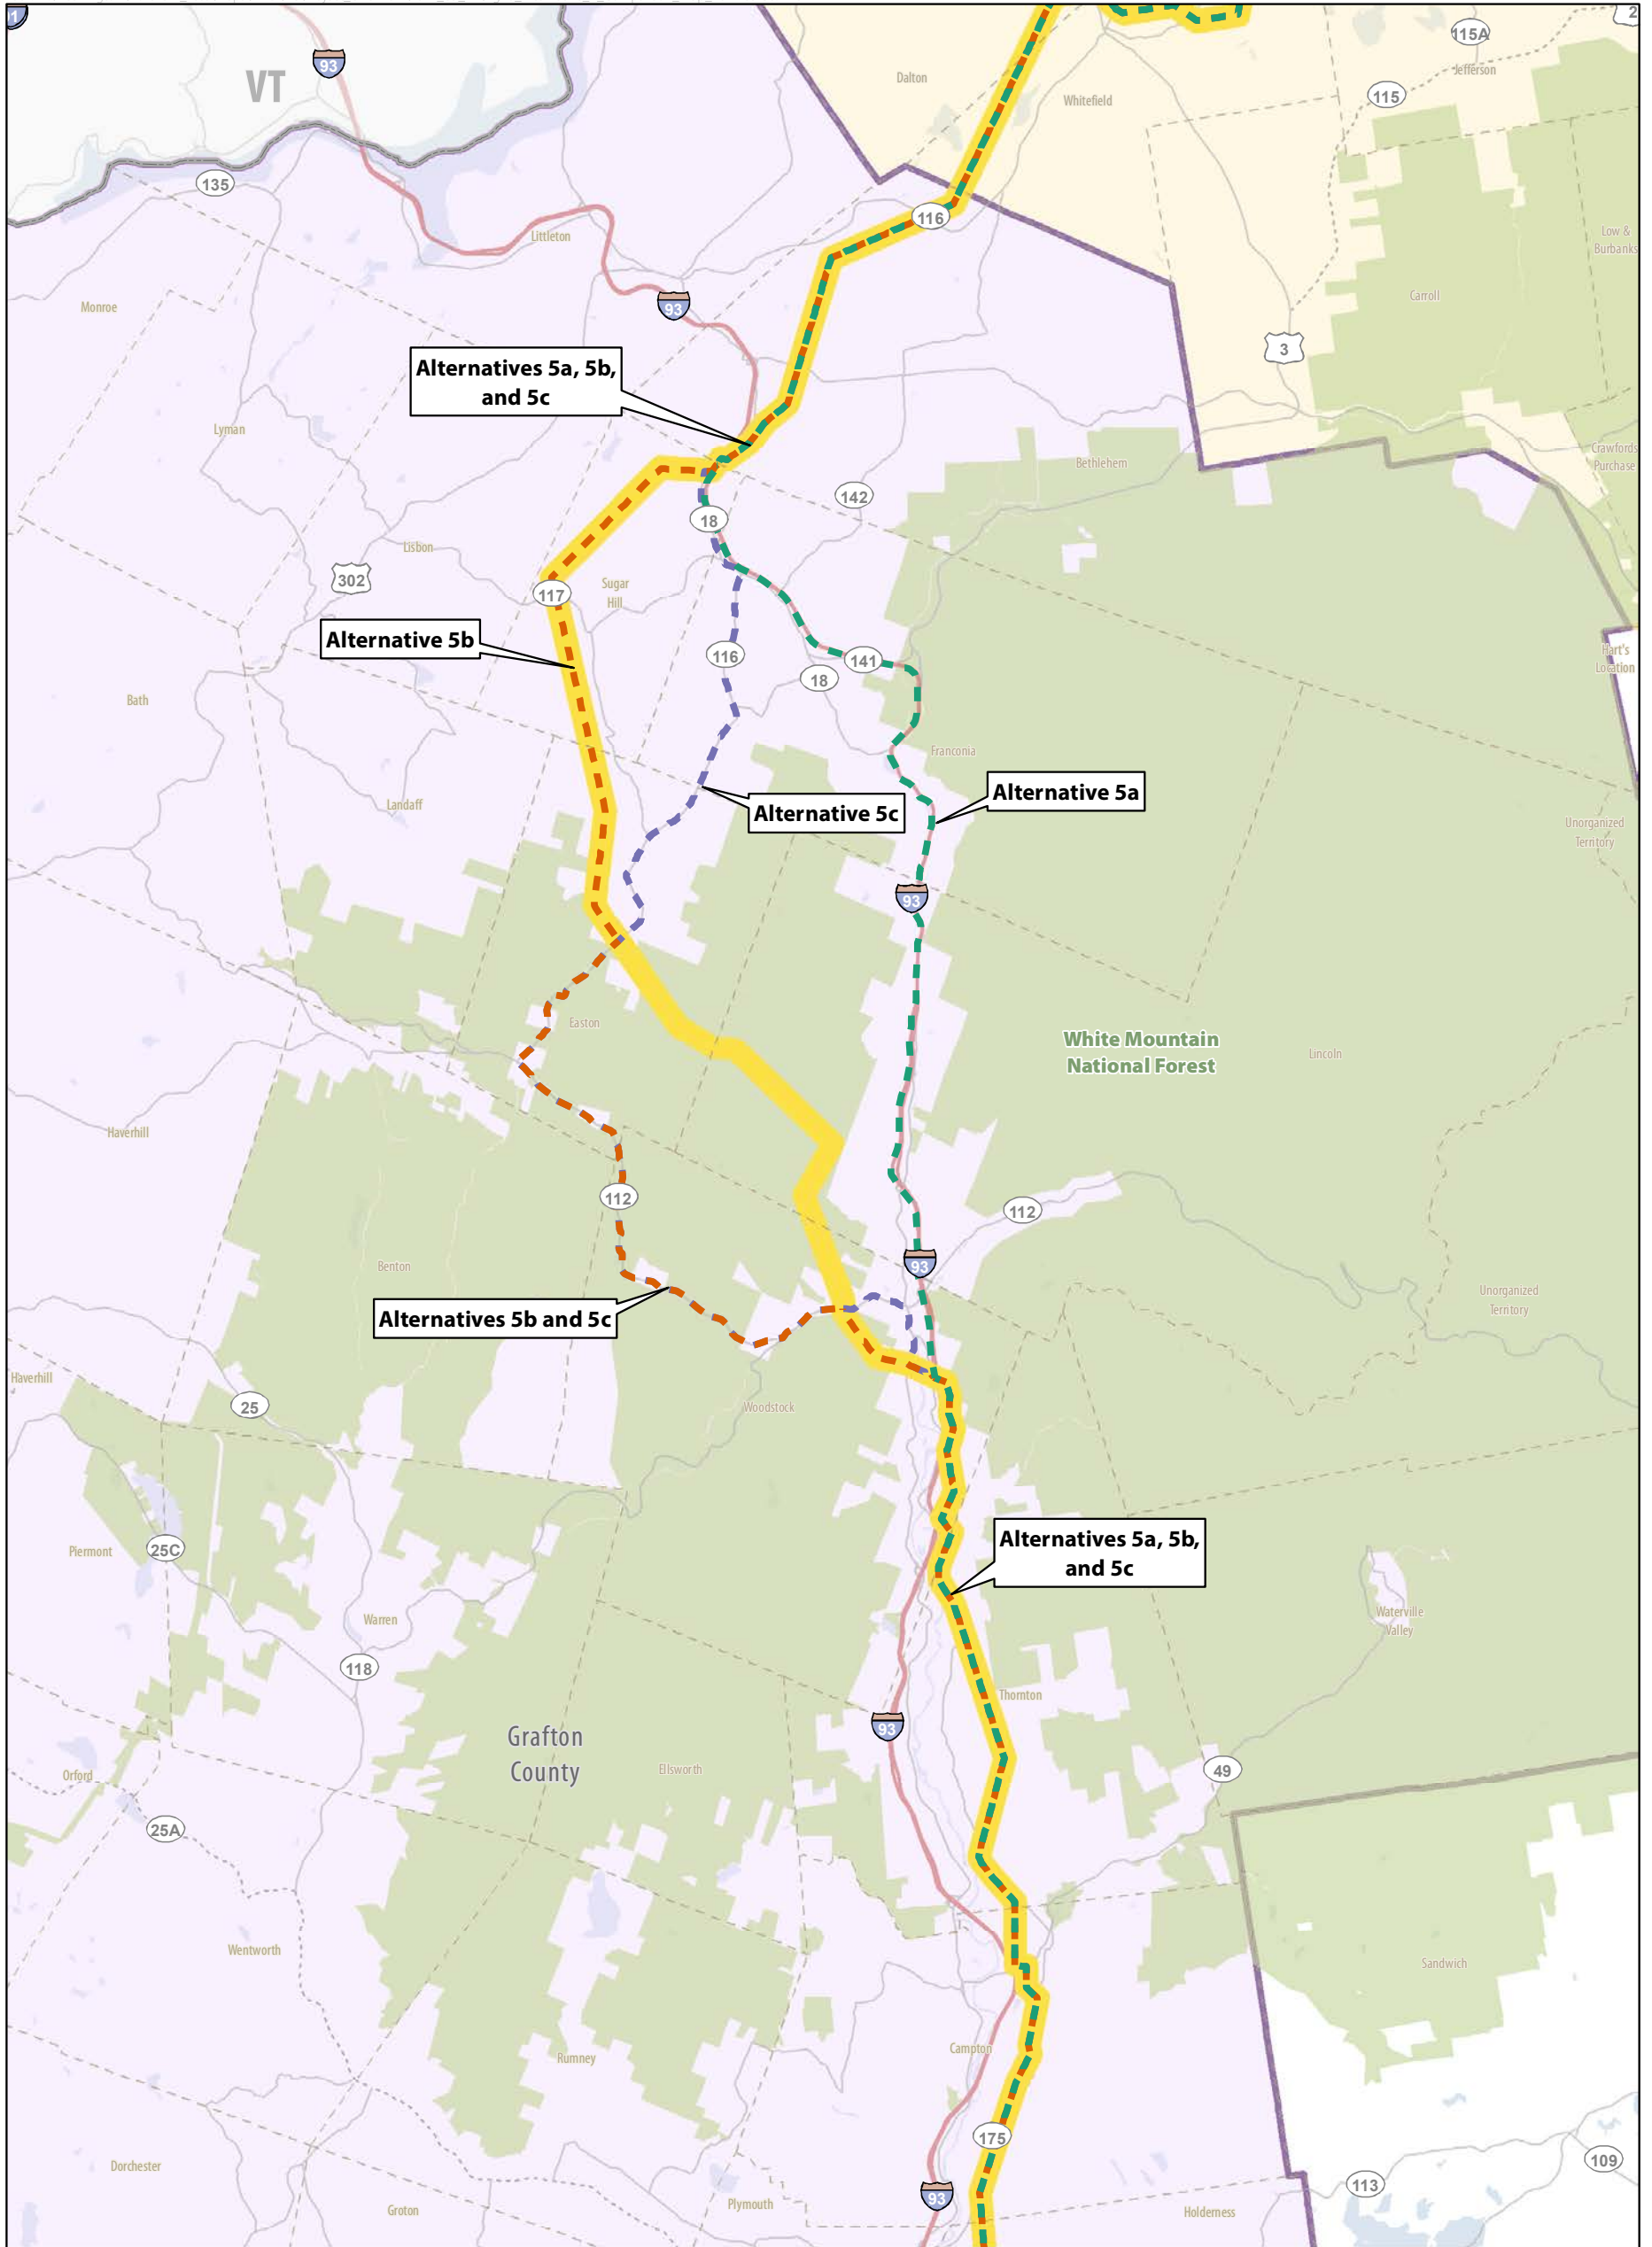 VT
93
135
Littleton
Monroe
Dalton
Whitefield
115A
Jefferson
115
2
116
Low &
Burbanks
Carroll
93
3
Alternatives 5a, 5b,
and 5c
Lyman
Bethlehem
Crawfords
Purchase
142
18
Lisbon
302
117
Sugar
Hill
Alternative 5b
116
141
18
Hart's
Location
Bath
Franconia
Landaff
Alternative 5c
Alternative 5a
Unorganized
Territory
93
Easton
White Mountain
National Forest
Lincoln
Haverhill
112
112
Benton
93
Unorganized
Territory
Alternatives 5b and 5c
Haverhill
25
Woodstock
Piermont
25C
Alternatives 5a, 5b,
and 5c
Warren
Waterville
Valley
118
Thornton
93
Grafton
County
Orford
Ellsworth
49
25A
Wentworth
Sandwich
Rumney
Campton
175
Dorchester
93
113
109
Groton
Plymouth
Holderness